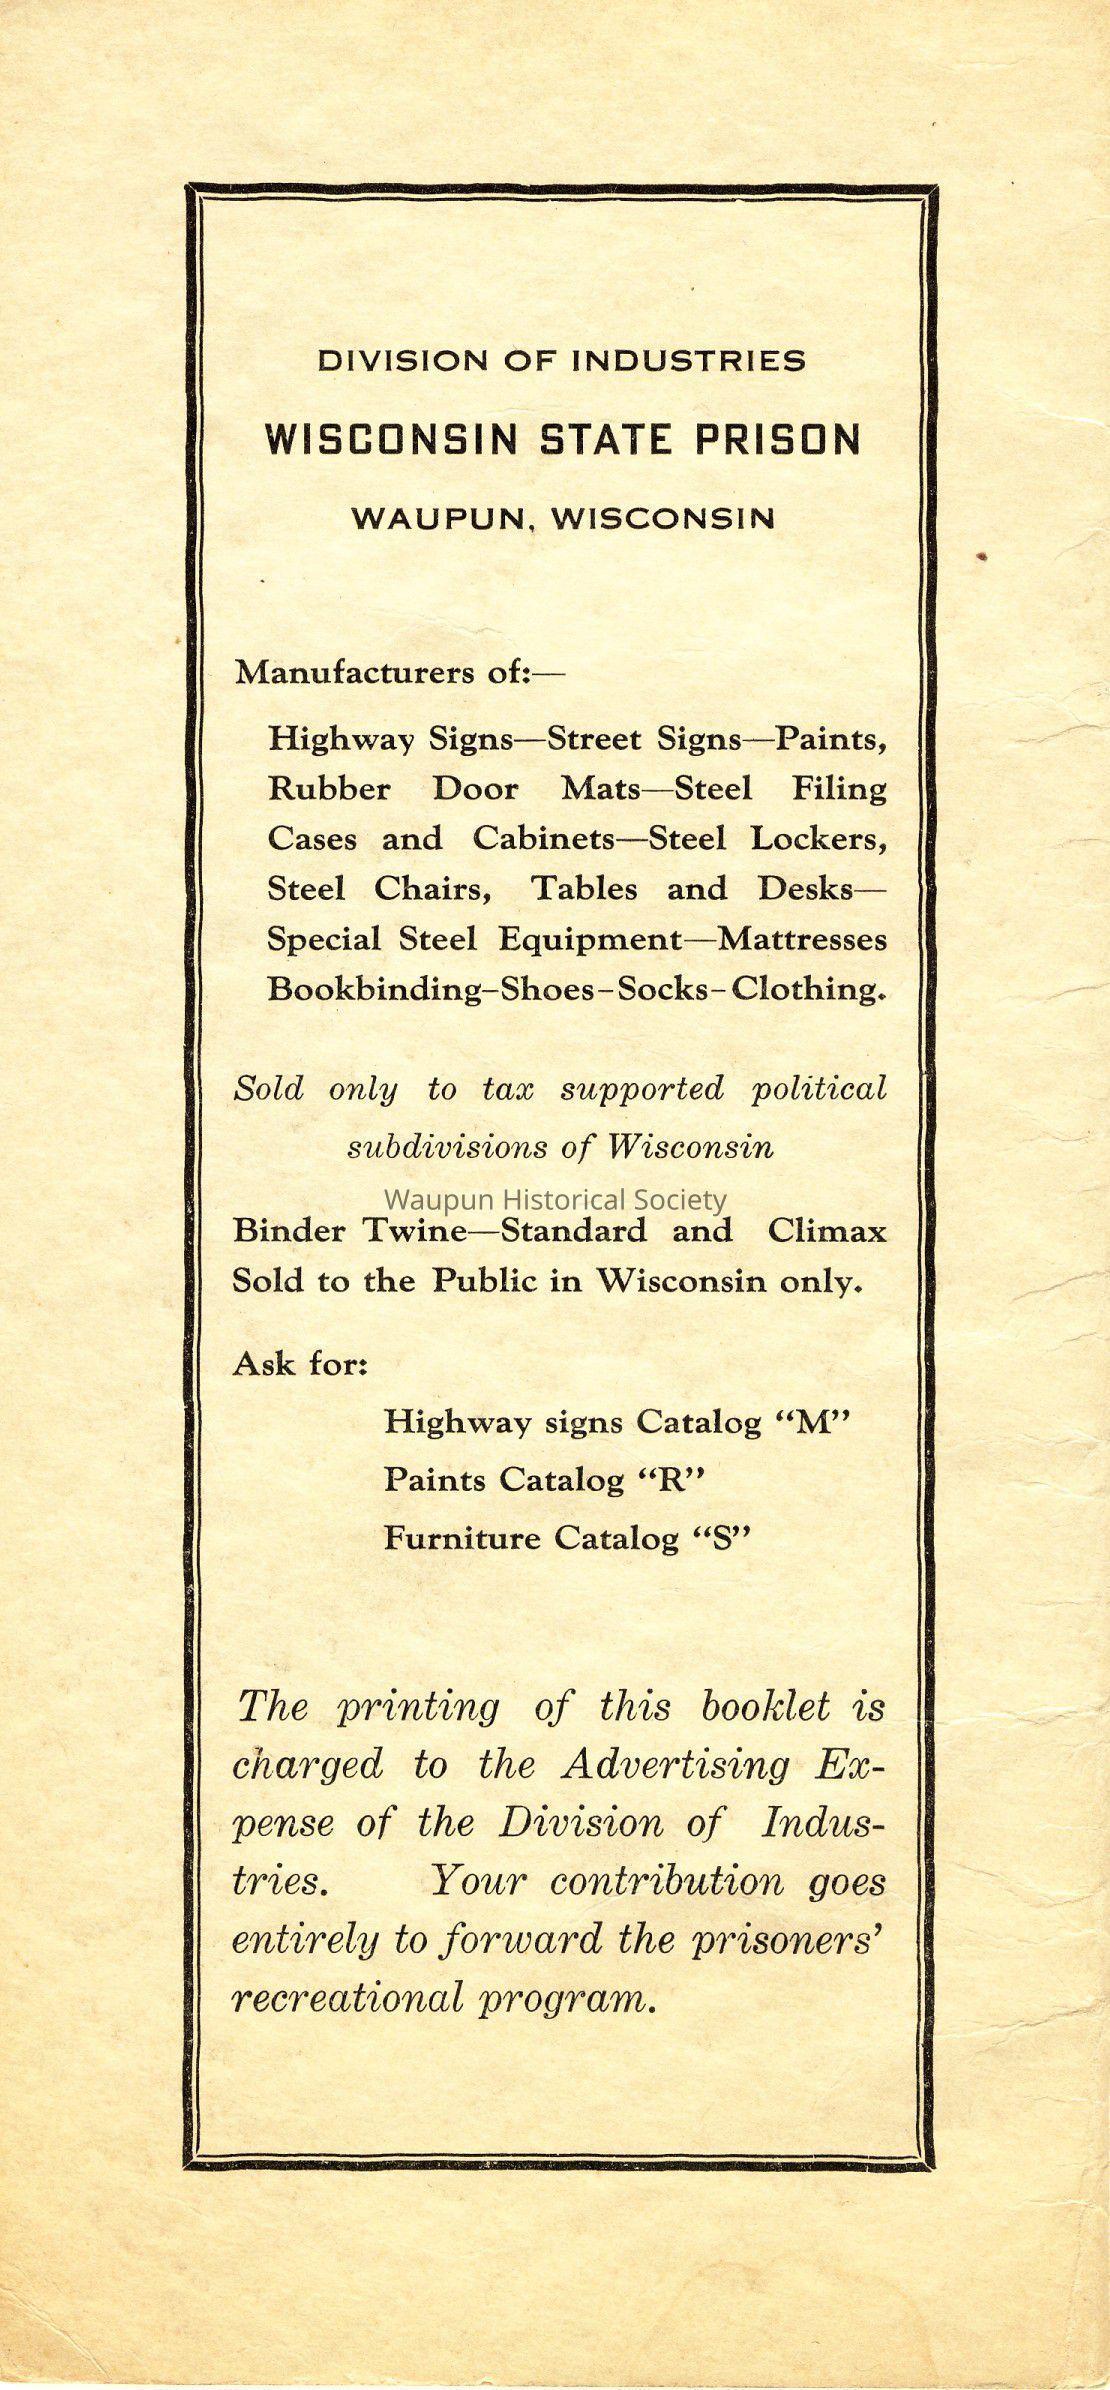 DIVISION OF INDUSTRIES
WISCONSIN STATE PRISON
WAUPUN, WISCONSIN
Manufacturers of:—
Highway Signs—Street Signs—Paints,
Rubber Door Mats—Steel Filing
Cases and Cabinets—Steel Lockers,
Steel Chairs, Tables and Desks—
Special Steel Equipment—Mattresses
Bookbinding–Shoes–Socks–Clothing.
Sold only to tax supported political
subdivisions of Wisconsin
Waupun Historical Society
Binder Twine—Standard and Climax
Sold to the Public in Wisconsin only.
Ask for:
Highway signs Catalog “M”
Paints Catalog “R”
Furniture Catalog “S”
The printing of this booklet is
charged to the Advertising Ex-
pense of the Division of Indus-
tries. Your contribution goes
entirely to forward the prisoners’
recreational program.